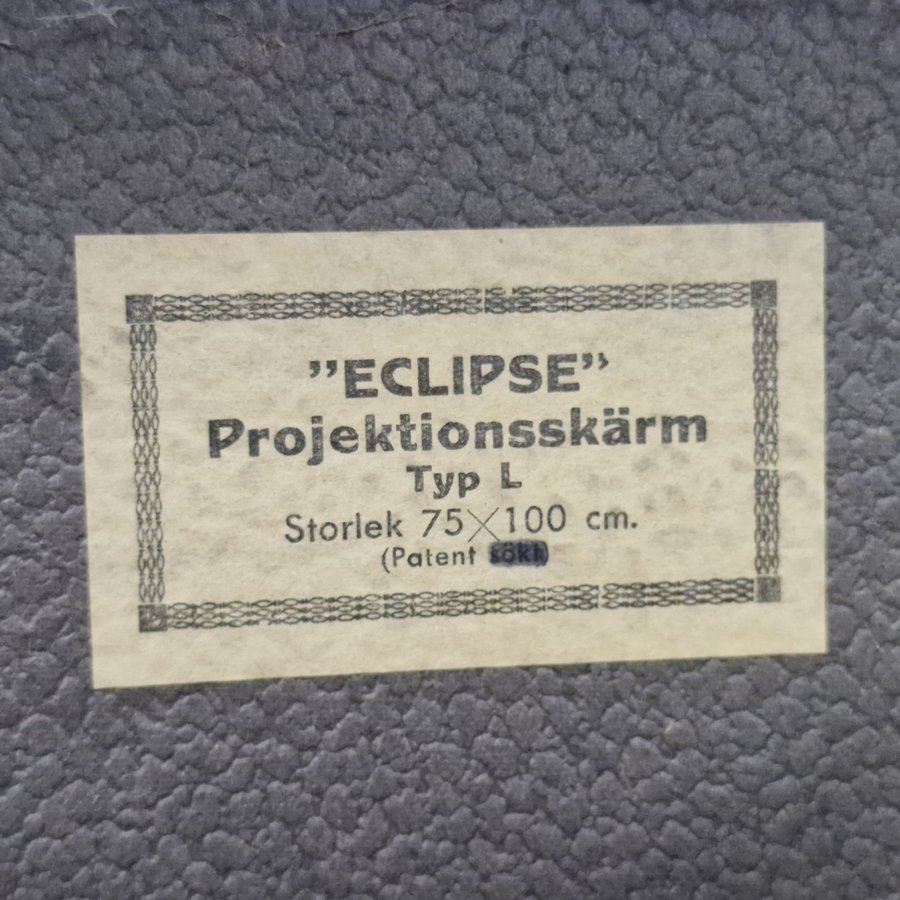 ”ECLIPSE”
Projektionsskärm
Typ L
Storlek 75×100 cm.
(Patent sökt)